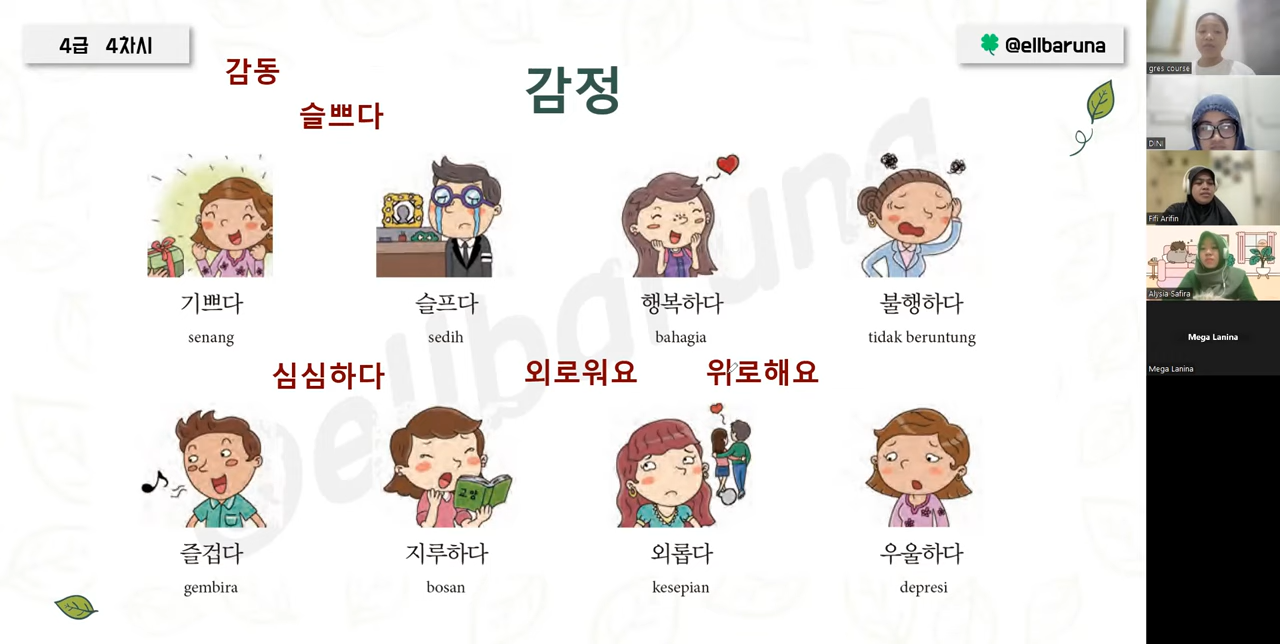 4급 4차시
@ellbaruna
감동
감정
슬쁘다
기쁘다
슬프다
행복하다
불행하다
senang
sedih
bahagia
tidak beruntung
심심하다
외로워요
위로해요
고향
즐겁다
지루하다
외롭다
우울하다
gembira
bosan
kesepian
depresi
@ellbaruna
gres course
DINI
Fifi Arifin
Alysia Safira
Mega Lanina
Mega Lanina